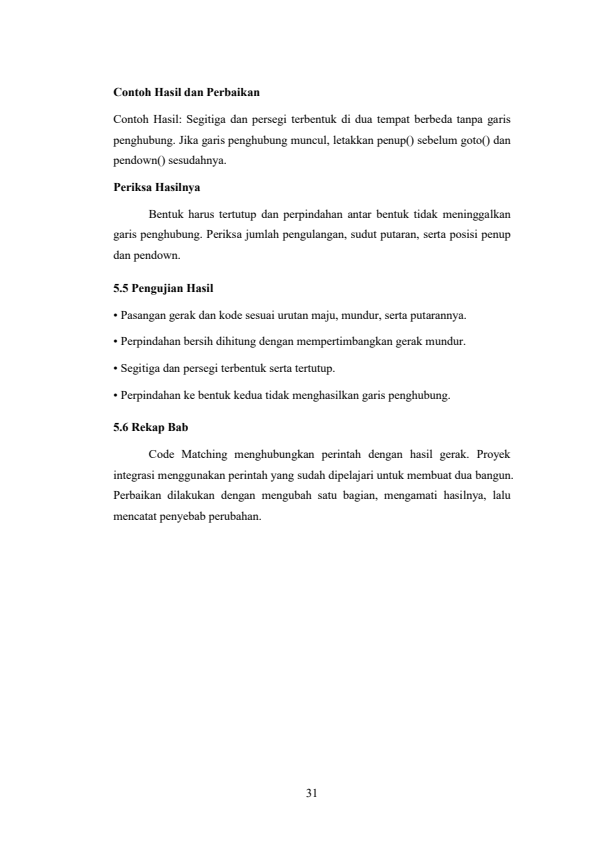 Contoh Hasil dan Perbaikan
Contoh Hasil: Segitiga dan persegi terbentuk di dua tempat berbeda tanpa garis
penghubung. Jika garis penghubung muncul, letakkan penup() sebelum goto() dan
pendown() sesudahnya.
Periksa Hasilnya
Bentuk harus tertutup dan perpindahan antar bentuk tidak meninggalkan
garis penghubung. Periksa jumlah pengulangan, sudut putaran, serta posisi penup
dan pendown.
5.5 Pengujian Hasil
• Pasangan gerak dan kode sesuai urutan maju, mundur, serta putarannya.
• Perpindahan bersih dihitung dengan mempertimbangkan gerak mundur.
• Segitiga dan persegi terbentuk serta tertutup.
• Perpindahan ke bentuk kedua tidak menghasilkan garis penghubung.
5.6 Rekap Bab
Code Matching menghubungkan perintah dengan hasil gerak. Proyek
integrasi menggunakan perintah yang sudah dipelajari untuk membuat dua bangun.
Perbaikan dilakukan dengan mengubah satu bagian, mengamati hasilnya, lalu
mencatat penyebab perubahan.
31